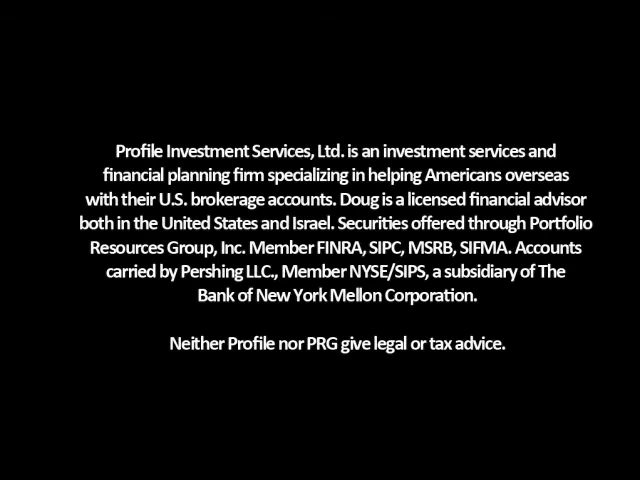 Profile Investment Services, Ltd. is an investment services and
financial planning firm specializing in helping Americans overseas
with their U.S. brokerage accounts. Doug is a licensed financial advisor
both in the United States and Israel. Securities offered through Portfolio
Resources Group, Inc. Member FINRA, SIPC, MSRB, SIFMA. Accounts
carried by Pershing LLC., Member NYSE/SIPS, a subsidiary of The
Bank of New York Mellon Corporation.
Neither Profile nor PRG give legal or tax advice.